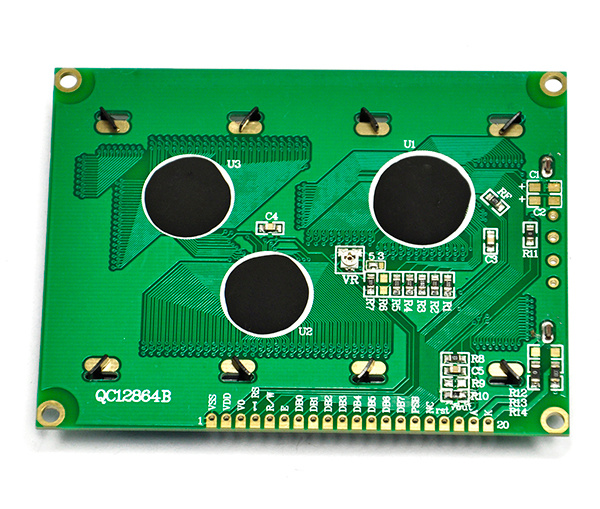 U1
U3
C1
+
+
C2
RF
C4
C3
R11
5 3
VR
R7 R6 R5 R4 R3 R2 R1
U2
R8
C5
R9
R10
QC12864B
R12
R13
R14
1 VSS VDD VO RS R/W E DB0 DB1 DB2 DB3 DB4 DB5 DB6 DB7 PSB NC rst vout A K 20